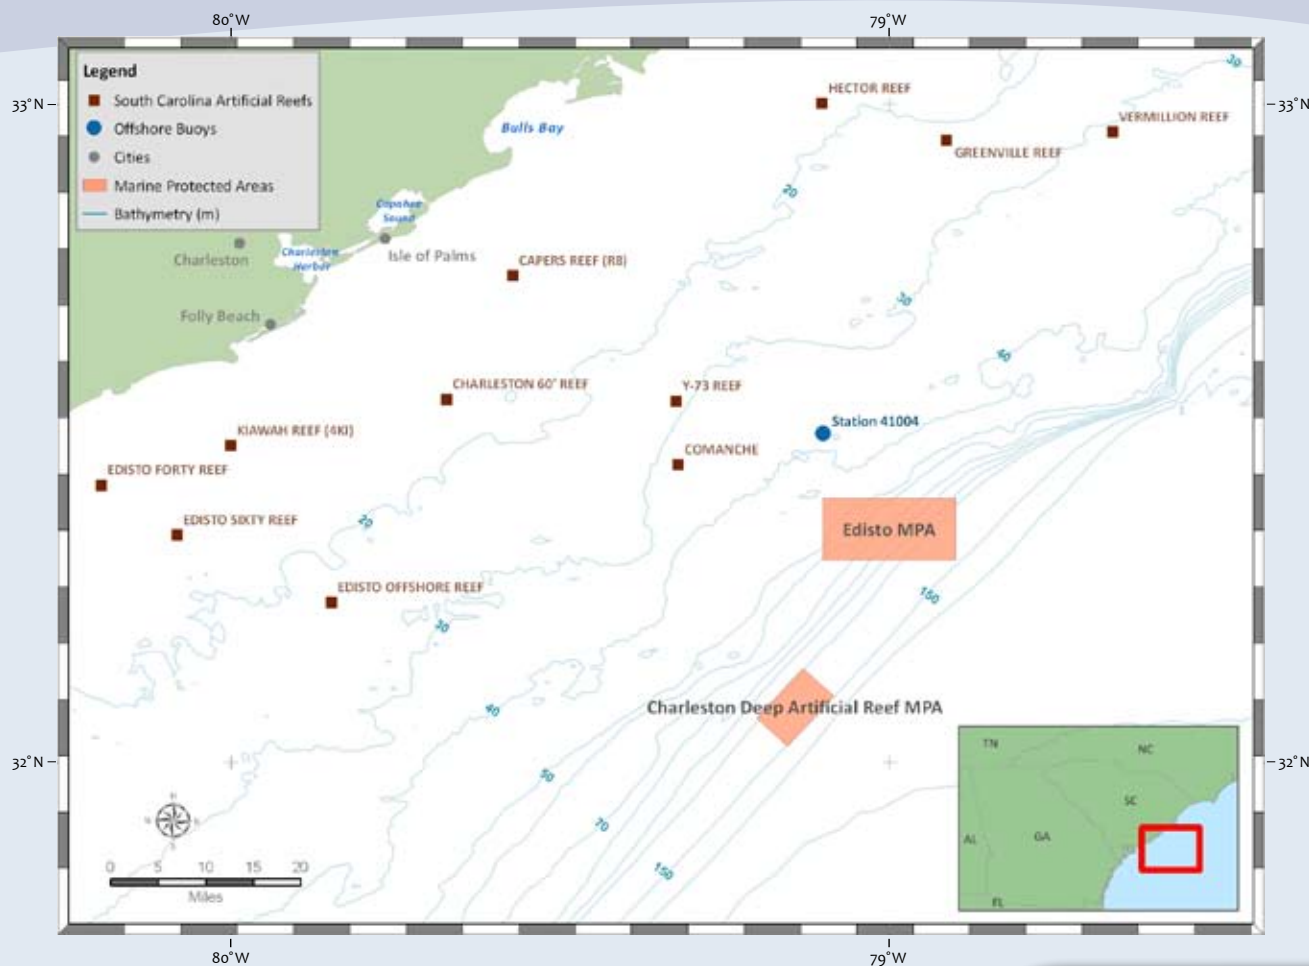 80°W
79°W
33°N
33°N
Legend
South Carolina Artificial Reefs
Offshore Buoys
Cities
Marine Protected Areas
Bathymetry (m)
30
HECTOR REEF
VERMILLION REEF
GREENVILLE REEF
Bulls Bay
20
Capahee
Sound
Charleston
Charleston
Harbor
Isle of Palms
CAPERS REEF (R8)
30
Folly Beach
40
CHARLESTON 60' REEF
Y-73 REEF
Station 41004
KIAWAH REEF (4KI)
COMANCHE
EDISTO FORTY REEF
EDISTO SIXTY REEF
20
Edisto MPA
EDISTO OFFSHORE REEF
150
30
Charleston Deep Artificial Reef MPA
40
32°N
32°N
50
70
150
N
S
0 5 10 15 20
Miles
TN
NC
SC
AL
GA
FL
80°W
79°W